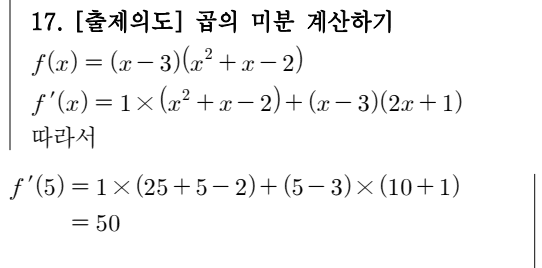 17. [출제의도] 곱의 미분 계산하기
f(x) = (x − 3)(x² + x − 2)
f ′(x) = 1 × (x² + x − 2) + (x − 3)(2x + 1)
따라서
f ′(5) = 1 × (25 + 5 − 2) + (5 − 3) × (10 + 1)
= 50